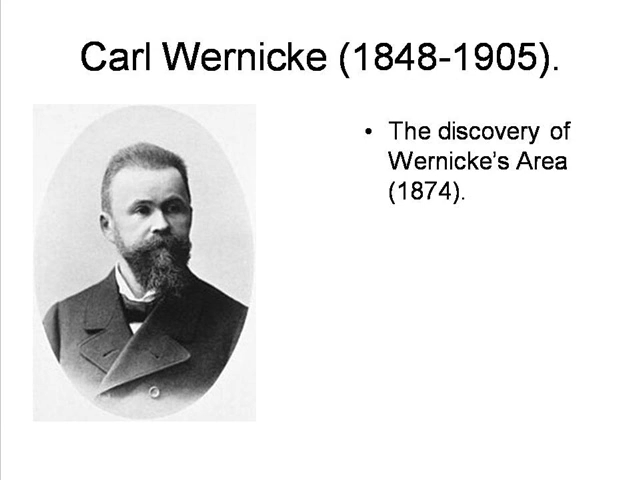 Carl Wernicke (1848-1905).
• The discovery of
Wernicke's Area
(1874).